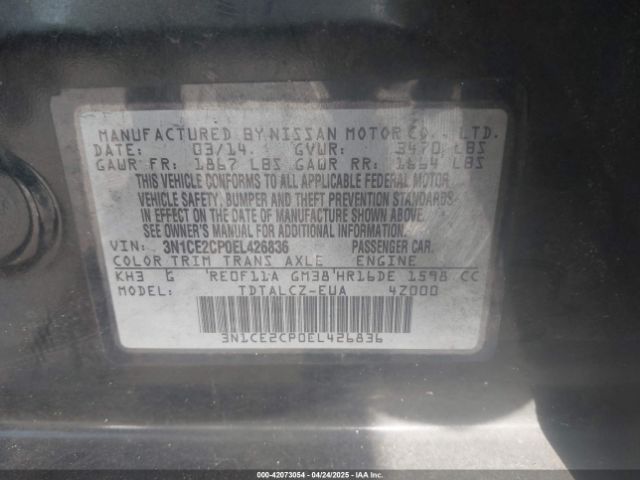 MANUFACTURED BY NISSAN MOTOR CO., LTD.
DATE: 03/14 GVWR: 3470 LBS
GAWR FR: 1867 LBS GAWR RR: 1664 LBS
THIS VEHICLE CONFORMS TO ALL APPLICABLE FEDERAL MOTOR
VEHICLE SAFETY, BUMPER AND THEFT PREVENTION STANDARDS
IN EFFECT ON THE DATE OF MANUFACTURE SHOWN ABOVE.
SEE OWNER'S MANUAL FOR ADDITIONAL INFORMATION
VIN: 3N1CE2CP0EL426836 PASSENGER CAR.
COLOR TRIM TRANS AXLE ENGINE
KH3 G 'RE0F11A GM38'HR16DE 1598 CC
MODEL: TDTALCZ-EUA 4Z000
3N1CE2CP0EL426836
000-42073054 - 04/24/2025 - IAAI.COM